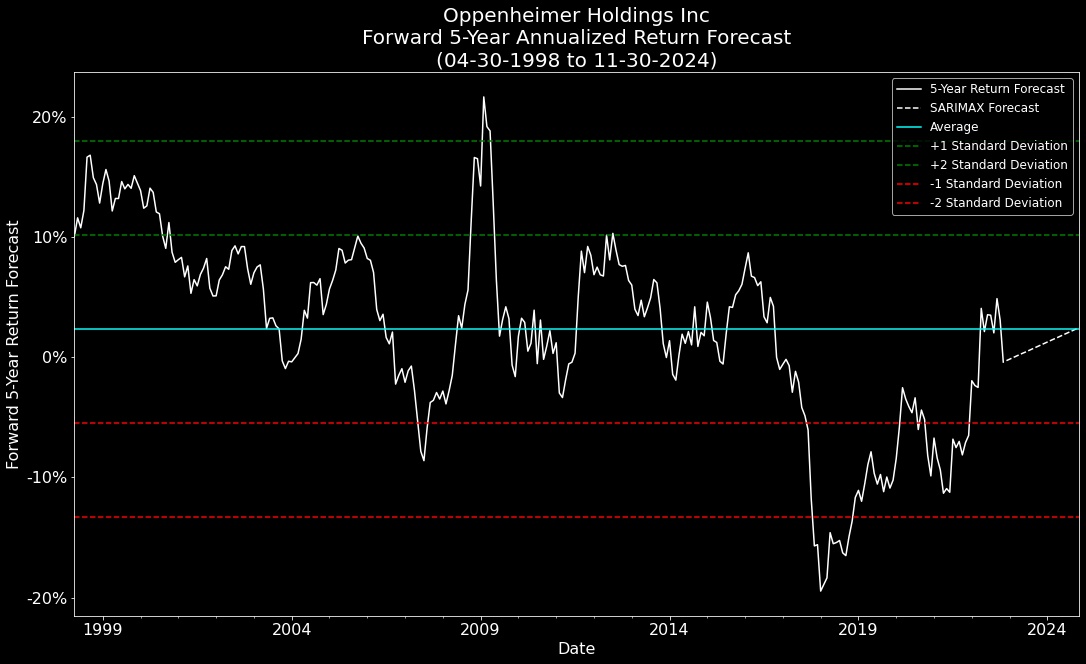 Oppenheimer Holdings Inc
Forward 5-Year Annualized Return Forecast
(04-30-1998 to 11-30-2024)
5-Year Return Forecast
SARIMAX Forecast
Average
+1 Standard Deviation
+2 Standard Deviation
-1 Standard Deviation
-2 Standard Deviation
Forward 5-Year Return Forecast
20%
10%
0%
-10%
-20%
1999
2004
2009
2014
2019
2024
Date